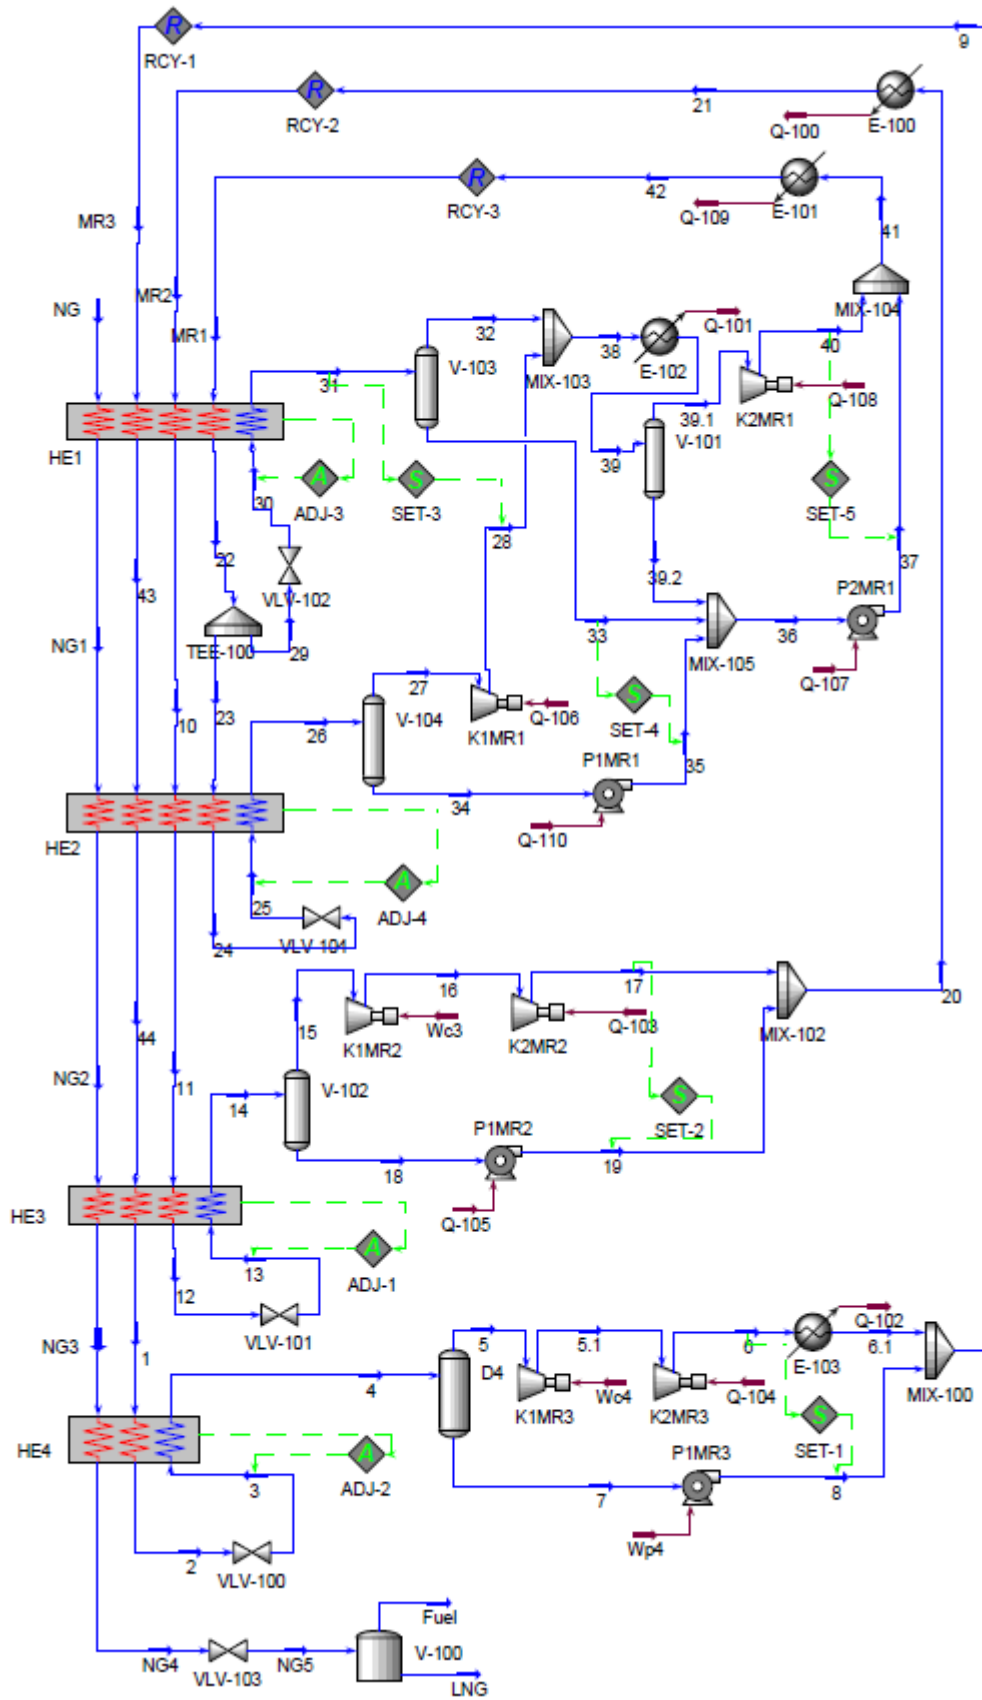 R
RCY-1
9
R
RCY-2
21
E-100
Q-100
R
RCY-3
42
E-101
Q-109
41
MR3
MR2
MR1
NG
32
V-103
MIX-103
38
Q-101
E-102
40
MIX-104
Q-108
K2MR1
39.1
V-101
39
31
HE1
A
ADJ-3
30
S
SET-3
28
S
SET-5
37
22
VLV-102
39.2
43
P2MR1
NG1
TEE-100
29
33
MIX-105
36
Q-107
10
23
27
V-104
K1MR1
Q-106
S
SET-4
26
35
P1MR1
34
Q-110
HE2
A
ADJ-4
25
24
VLV-104
15
16
17
K1MR2
Wc3
K2MR2
Q-103
MIX-102
20
44
NG2
11
14
V-102
S
SET-2
P1MR2
18
19
Q-105
HE3
A
ADJ-1
13
12
VLV-101
NG3
1
5
5.1
6
Q-102
E-103
6.1
MIX-100
4
D4
K1MR3
Wc4
K2MR3
Q-104
S
SET-1
HE4
A
ADJ-2
3
P1MR3
7
8
Wp4
2
VLV-100
Fuel
V-100
NG4
VLV-103
NG5
LNG